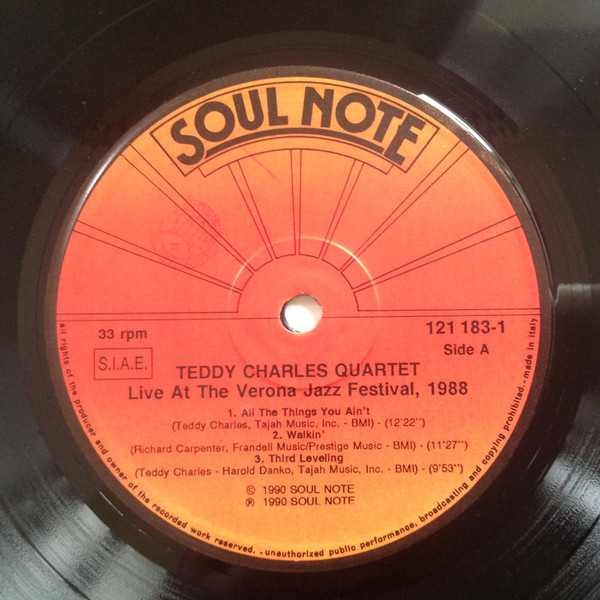 SOUL NOTE
33 rpm
121 183-1
S.I.A.E.
Side A
TEDDY CHARLES QUARTET
Live At The Verona Jazz Festival, 1988
1. All The Things You Ain't
(Teddy Charles, Tajah Music, Inc. - BMI) - (12'22'')
2. Walkin'
(Richard Carpenter, Frandell Music/Prestige Music - BMI) - (11'27'')
3. Third Leveling
(Teddy Charles - Harold Danko, Tajah Music, Inc. - BMI) - (9'53'')
© 1990 SOUL NOTE
℗ 1990 SOUL NOTE
all rights of the producer and owner of the recorded work reserved. - unauthorized public performance, broadcasting and copying prohibited. - made in italy